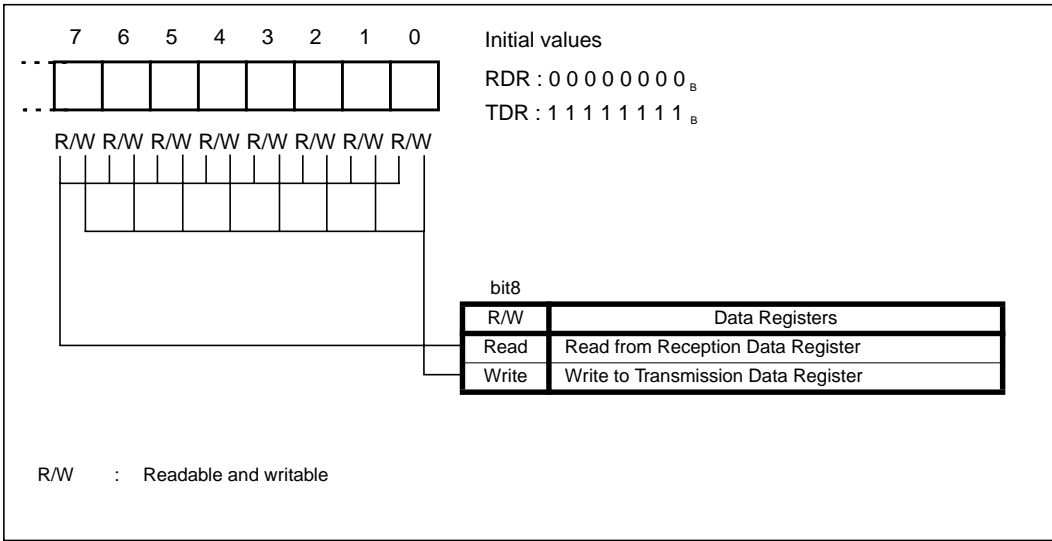 7 6 5 4 3 2 1 0
Initial values
RDR : 0 0 0 0 0 0 0 0 B
TDR : 1 1 1 1 1 1 1 1 B
R/W R/W R/W R/W R/W R/W R/W R/W
bit8
R/W Data Registers
Read Read from Reception Data Register
Write Write to Transmission Data Register
R/W : Readable and writable